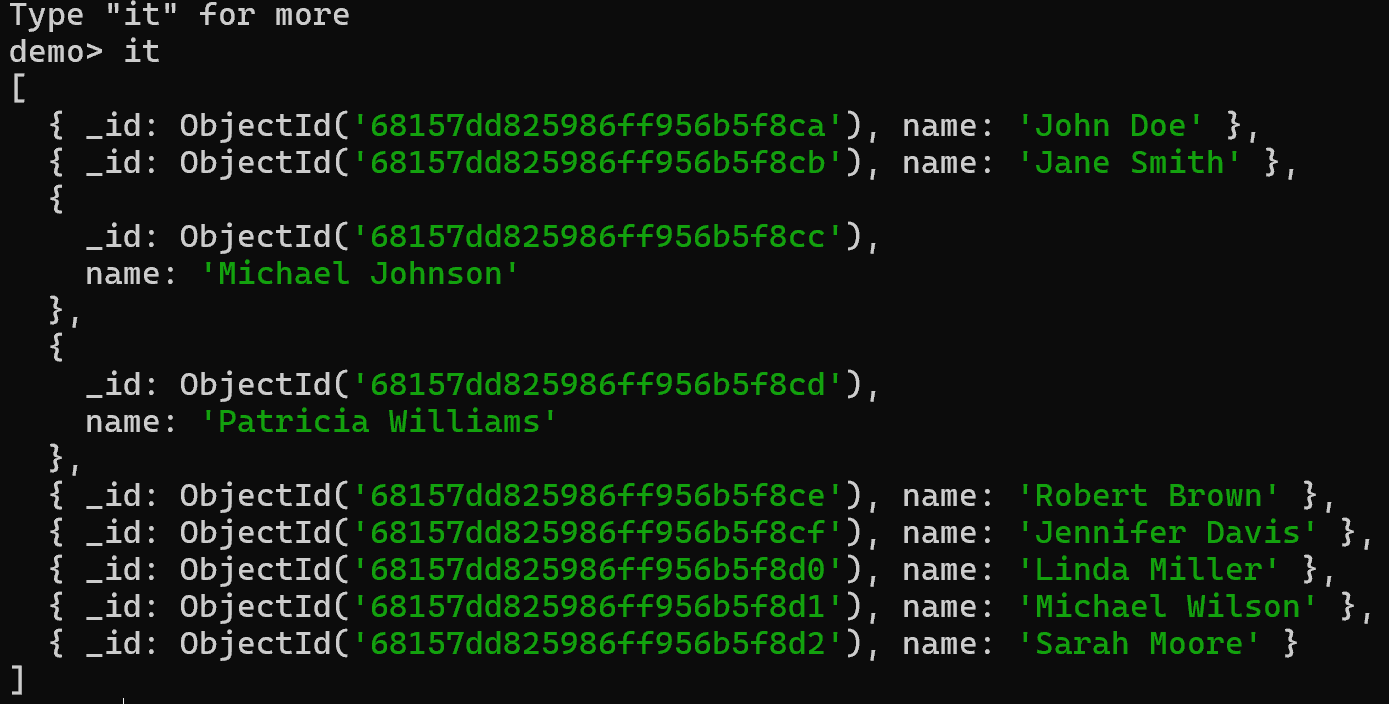 Type "it" for more
demo> it
[
  { _id: ObjectId('68157dd825986ff956b5f8ca'), name: 'John Doe' },
  { _id: ObjectId('68157dd825986ff956b5f8cb'), name: 'Jane Smith' },
  {
    _id: ObjectId('68157dd825986ff956b5f8cc'),
    name: 'Michael Johnson'
  },
  {
    _id: ObjectId('68157dd825986ff956b5f8cd'),
    name: 'Patricia Williams'
  },
  { _id: ObjectId('68157dd825986ff956b5f8ce'), name: 'Robert Brown' },
  { _id: ObjectId('68157dd825986ff956b5f8cf'), name: 'Jennifer Davis' },
  { _id: ObjectId('68157dd825986ff956b5f8d0'), name: 'Linda Miller' },
  { _id: ObjectId('68157dd825986ff956b5f8d1'), name: 'Michael Wilson' },
  { _id: ObjectId('68157dd825986ff956b5f8d2'), name: 'Sarah Moore' }
]